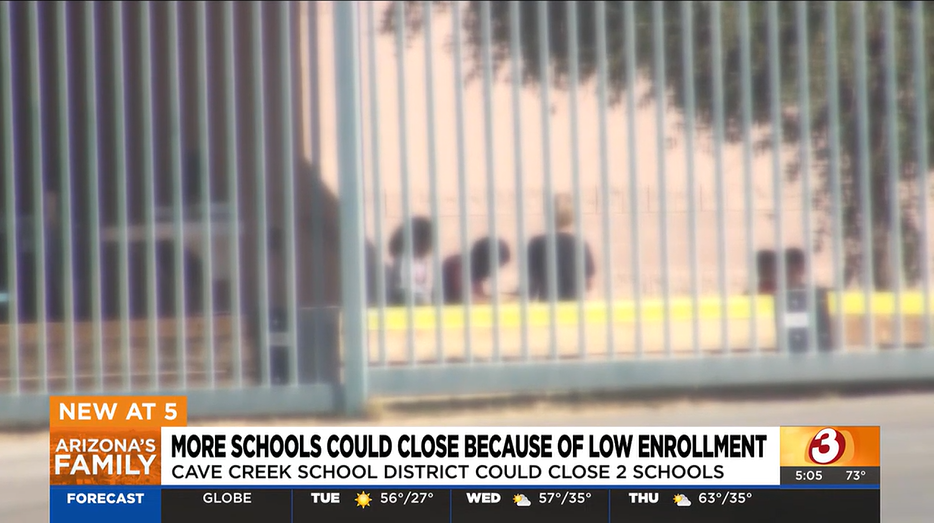 NEW AT 5
ARIZONA'S
FAMILY
MORE SCHOOLS COULD CLOSE BECAUSE OF LOW ENROLLMENT
CAVE CREEK SCHOOL DISTRICT COULD CLOSE 2 SCHOOLS
3
5:05 73°
FORECAST GLOBE TUE 56°/27° WED 57°/35° THU 63°/35°